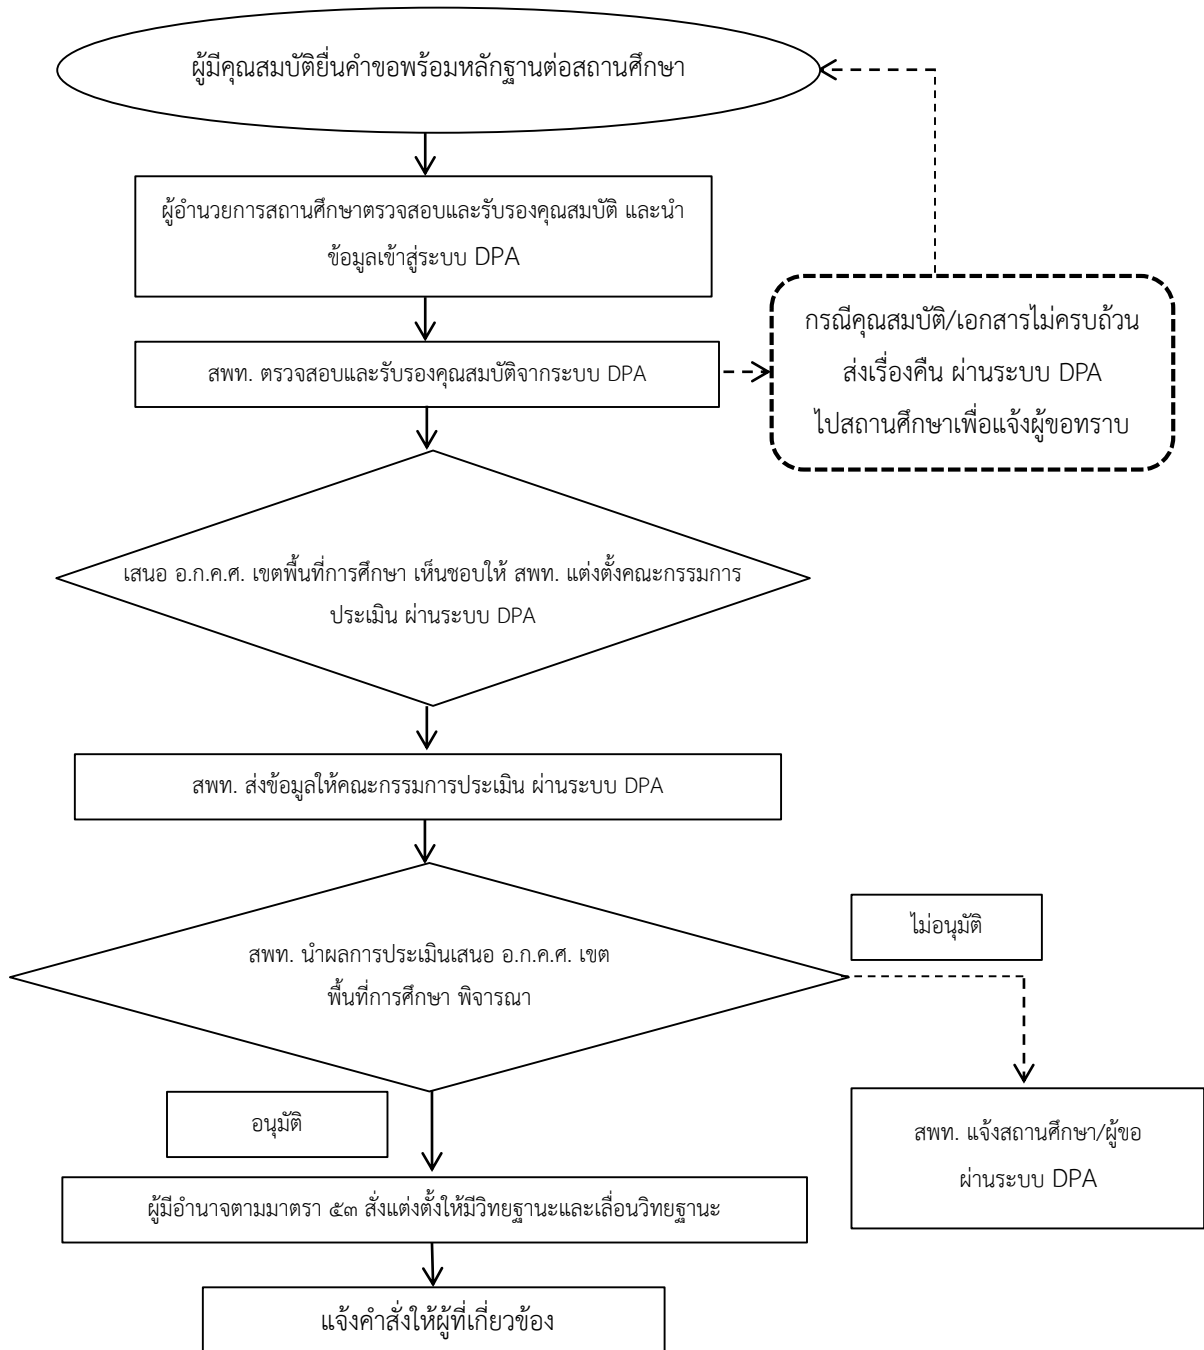 ผู้มีคุณสมบัติยื่นคำขอพร้อมหลักฐานต่อสถานศึกษา
ผู้อำนวยการสถานศึกษาตรวจสอบและรับรองคุณสมบัติ และนำ
ข้อมูลเข้าสู่ระบบ DPA
สพท. ตรวจสอบและรับรองคุณสมบัติจากระบบ DPA
กรณีคุณสมบัติ/เอกสารไม่ครบถ้วน
ส่งเรื่องคืน ผ่านระบบ DPA
ไปสถานศึกษาเพื่อแจ้งผู้ขอทราบ
เสนอ อ.ก.ค.ศ. เขตพื้นที่การศึกษา เห็นชอบให้ สพท. แต่งตั้งคณะกรรมการ
ประเมิน ผ่านระบบ DPA
สพท. ส่งข้อมูลให้คณะกรรมการประเมิน ผ่านระบบ DPA
สพท. นำผลการประเมินเสนอ อ.ก.ค.ศ. เขต
พื้นที่การศึกษา พิจารณา
ไม่อนุมัติ
สพท. แจ้งสถานศึกษา/ผู้ขอ
ผ่านระบบ DPA
อนุมัติ
ผู้มีอำนาจตามมาตรา ๕๓ สั่งแต่งตั้งให้มีวิทยฐานะและเลื่อนวิทยฐานะ
แจ้งคำสั่งให้ผู้ที่เกี่ยวข้อง